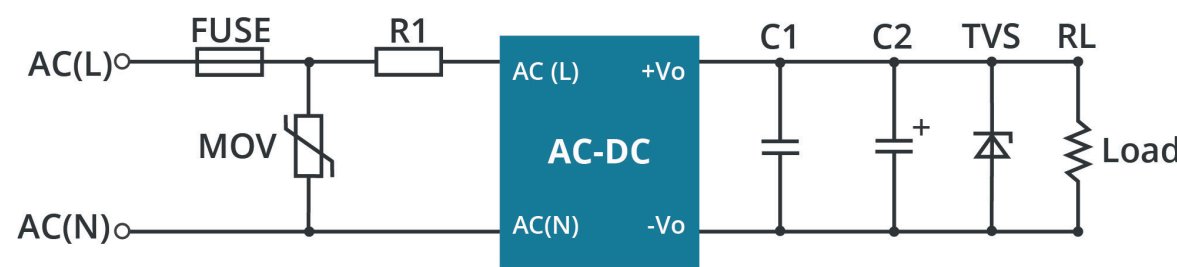 FUSE
R1
C1
C2
TVS
RL
AC(L)
AC (L)
+Vo
+
MOV
AC-DC
Load
AC(N)
AC(N)
-Vo